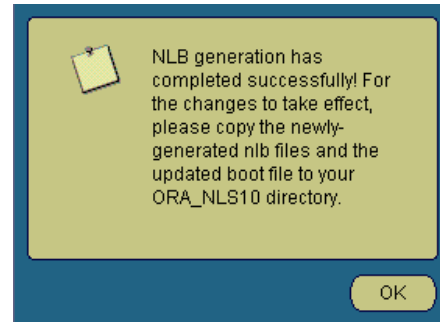 NLB generation has
completed successfully! For
the changes to take effect,
please copy the newly-
generated nlb files and the
updated boot file to your
ORA_NLS10 directory.
OK